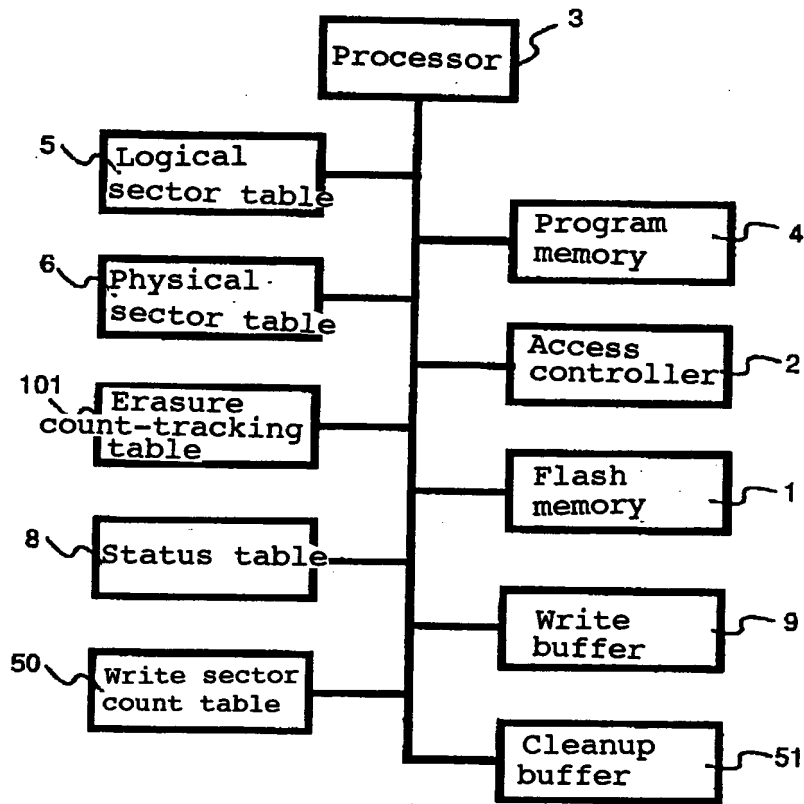 3
Processor
5
Logical
sector table
Program
memory
4
6
Physical
sector table
Access
controller
2
101
Erasure
count-tracking
table
Flash
memory
1
8
Status table
Write
buffer
9
50
Write sector
count table
Cleanup
buffer
51